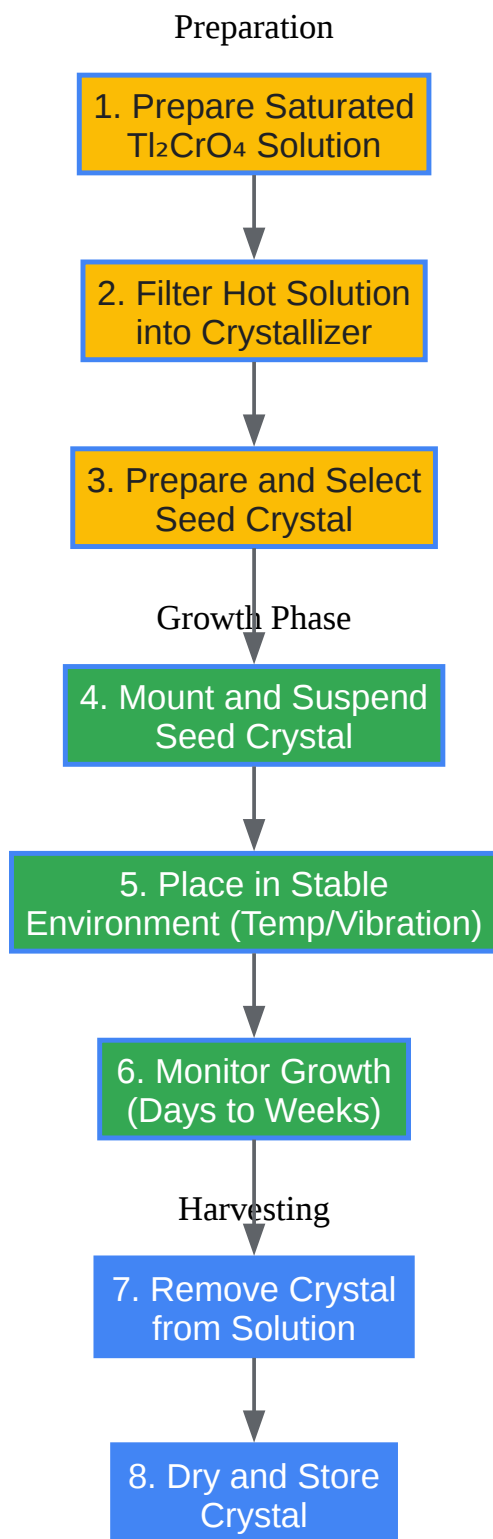 Preparation
1. Prepare Saturated
Tl₂CrO₄ Solution
2. Filter Hot Solution
into Crystallizer
3. Prepare and Select
Seed Crystal
Growth Phase
4. Mount and Suspend
Seed Crystal
5. Place in Stable
Environment (Temp/Vibration)
6. Monitor Growth
(Days to Weeks)
Harvesting
7. Remove Crystal
from Solution
8. Dry and Store
Crystal